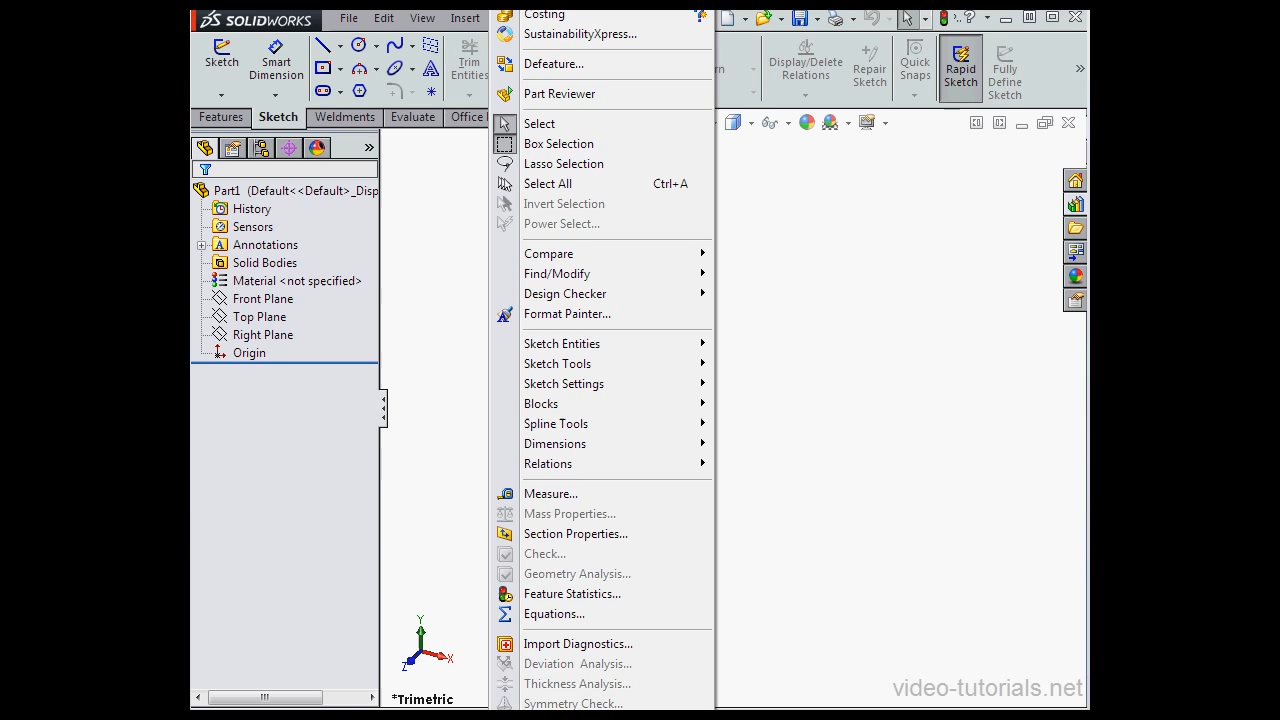 SOLIDWORKS
File Edit View Insert
Sketch
Smart Dimension
Trim Entities
Display/Delete Relations
Repair Sketch
Quick Snaps
Rapid Sketch
Fully Define Sketch
Features Sketch Weldments Evaluate Office
Part1 (Default<<Default>_Disp
History
Sensors
Annotations
Solid Bodies
Material <not specified>
Front Plane
Top Plane
Right Plane
Origin
Costing
SustainabilityXpress...
Defeature...
Part Reviewer
Select
Box Selection
Lasso Selection
Select All Ctrl+A
Invert Selection
Power Select...
Compare
Find/Modify
Design Checker
Format Painter...
Sketch Entities
Sketch Tools
Sketch Settings
Blocks
Spline Tools
Dimensions
Relations
Measure...
Mass Properties...
Section Properties...
Check...
Geometry Analysis...
Feature Statistics...
Equations...
Import Diagnostics...
Deviation Analysis...
Thickness Analysis...
Symmetry Check...
Y
X
Z
*Trimetric
video-tutorials.net